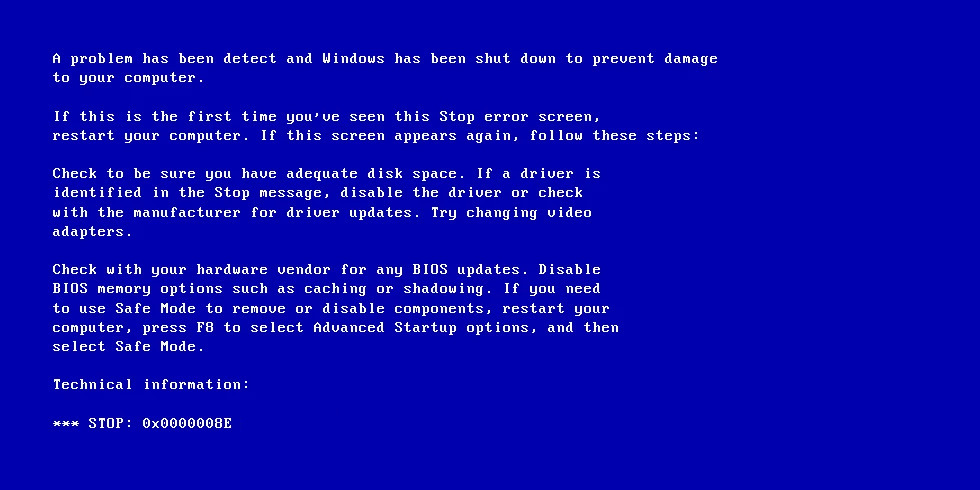 A problem has been detect and Windows has been shut down to prevent damage
to your computer.
If this is the first time you've seen this Stop error screen,
restart your computer. If this screen appears again, follow these steps:
Check to be sure you have adequate disk space. If a driver is
identified in the Stop message, disable the driver or check
with the manufacturer for driver updates. Try changing video
adapters.
Check with your hardware vendor for any BIOS updates. Disable
BIOS memory options such as caching or shadowing. If you need
to use Safe Mode to remove or disable components, restart your
computer, press F8 to select Advanced Startup options, and then
select Safe Mode.
Technical information:
*** STOP: 0x0000008E